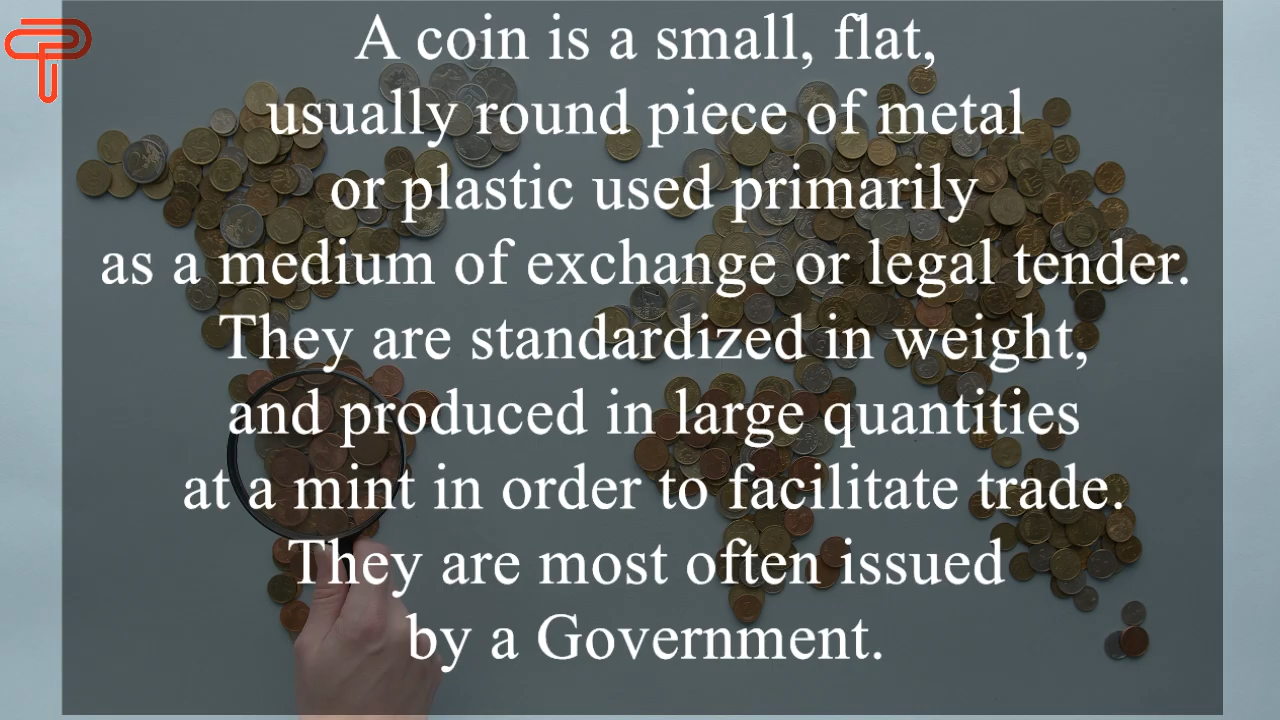 A coin is a small, flat,
usually round piece of metal
or plastic used primarily
as a medium of exchange or legal tender.
They are standardized in weight,
and produced in large quantities
at a mint in order to facilitate trade.
They are most often issued
by a Government.